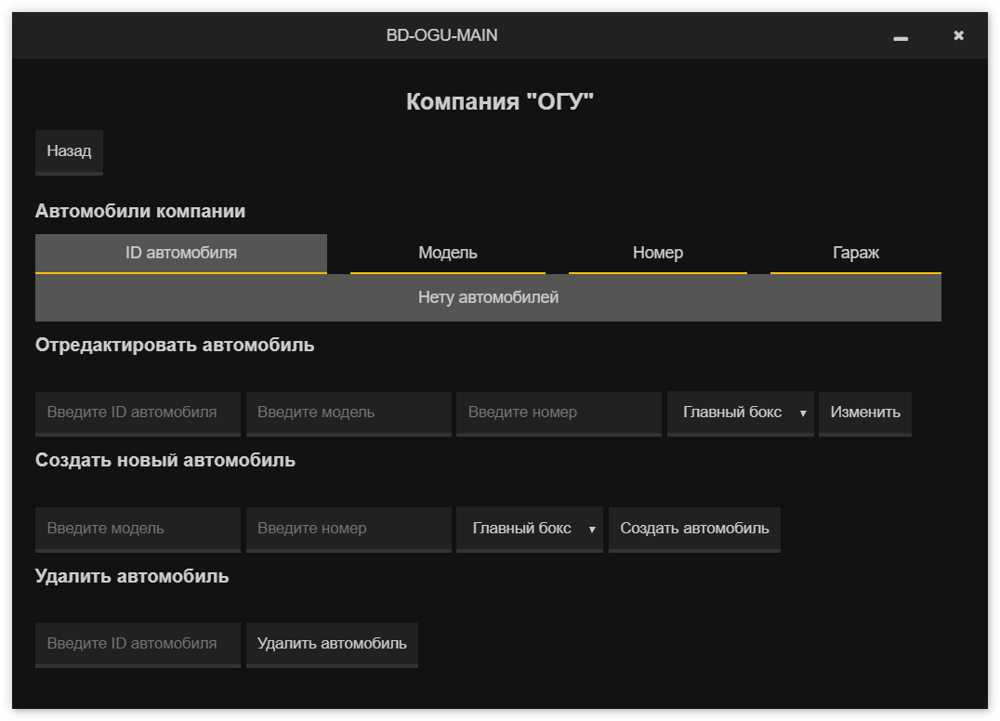 BD-OGU-MAIN
Компания "ОГУ"
Назад
Автомобили компании
ID автомобиля Модель Номер Гараж
Нету автомобилей
Отредактировать автомобиль
Введите ID автомобиля Введите модель Введите номер Главный бокс Изменить
Создать новый автомобиль
Введите модель Введите номер Главный бокс Создать автомобиль
Удалить автомобиль
Введите ID автомобиля Удалить автомобиль